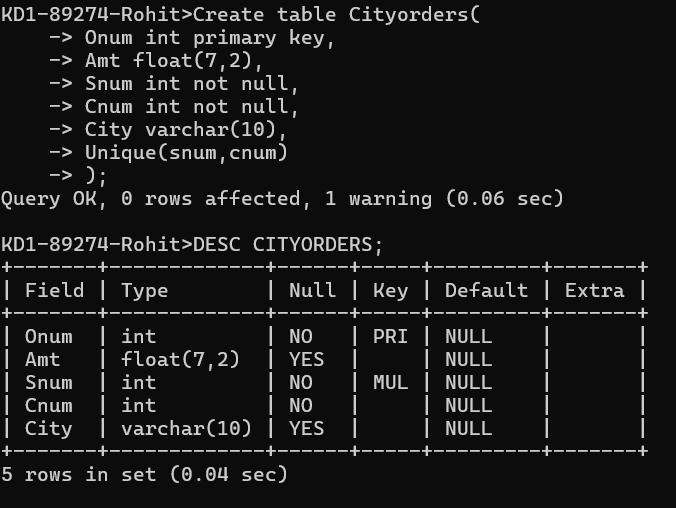 KD1-89274-Rohit>Create table Cityorders(
    -> Onum int primary key,
    -> Amt float(7,2),
    -> Snum int not null,
    -> Cnum int not null,
    -> City varchar(10),
    -> Unique(snum,cnum)
    -> );
Query OK, 0 rows affected, 1 warning (0.06 sec)

KD1-89274-Rohit>DESC CITYORDERS;
+-------+-------------+------+-----+---------+-------+
| Field | Type        | Null | Key | Default | Extra |
+-------+-------------+------+-----+---------+-------+
| Onum  | int         | NO   | PRI | NULL    |       |
| Amt   | float(7,2)  | YES  |     | NULL    |       |
| Snum  | int         | NO   | MUL | NULL    |       |
| Cnum  | int         | NO   |     | NULL    |       |
| City  | varchar(10) | YES  |     | NULL    |       |
+-------+-------------+------+-----+---------+-------+
5 rows in set (0.04 sec)